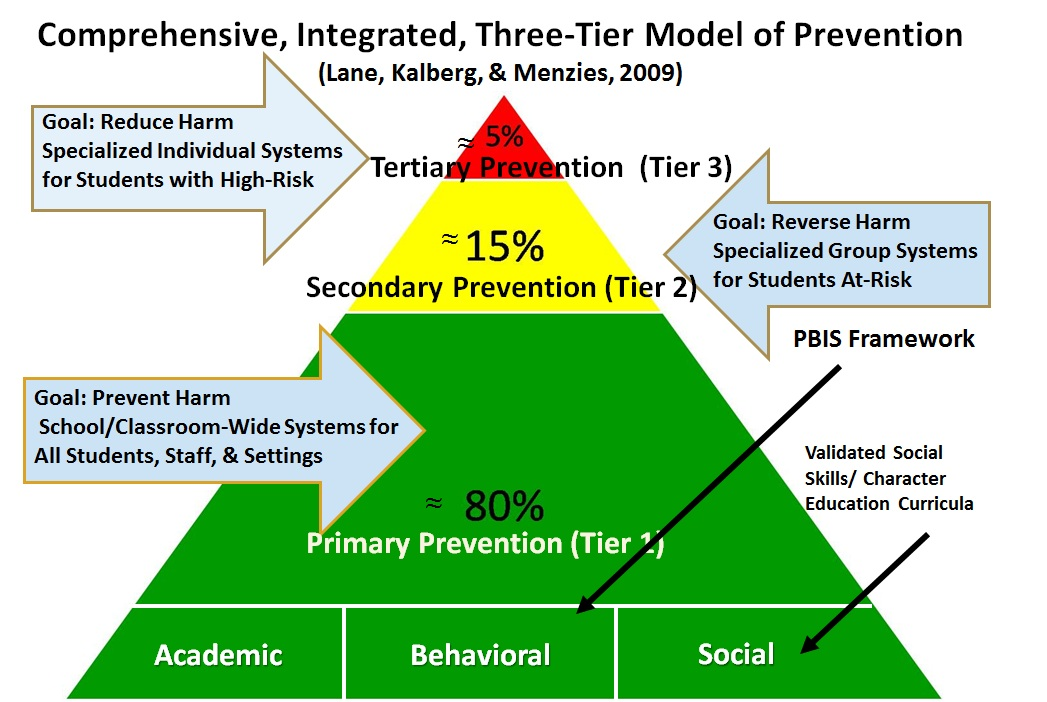 Comprehensive, Integrated, Three-Tier Model of Prevention
(Lane, Kalberg, & Menzies, 2009)
Goal: Reduce Harm
Specialized Individual Systems
for Students with High-Risk
≈ 5%
Tertiary Prevention (Tier 3)
Goal: Reverse Harm
Specialized Group Systems
for Students At-Risk
≈ 15%
Secondary Prevention (Tier 2)
PBIS Framework
Goal: Prevent Harm
School/Classroom-Wide Systems for
All Students, Staff, & Settings
Validated Social
Skills/ Character
Education Curricula
≈ 80%
Primary Prevention (Tier 1)
Academic
Behavioral
Social